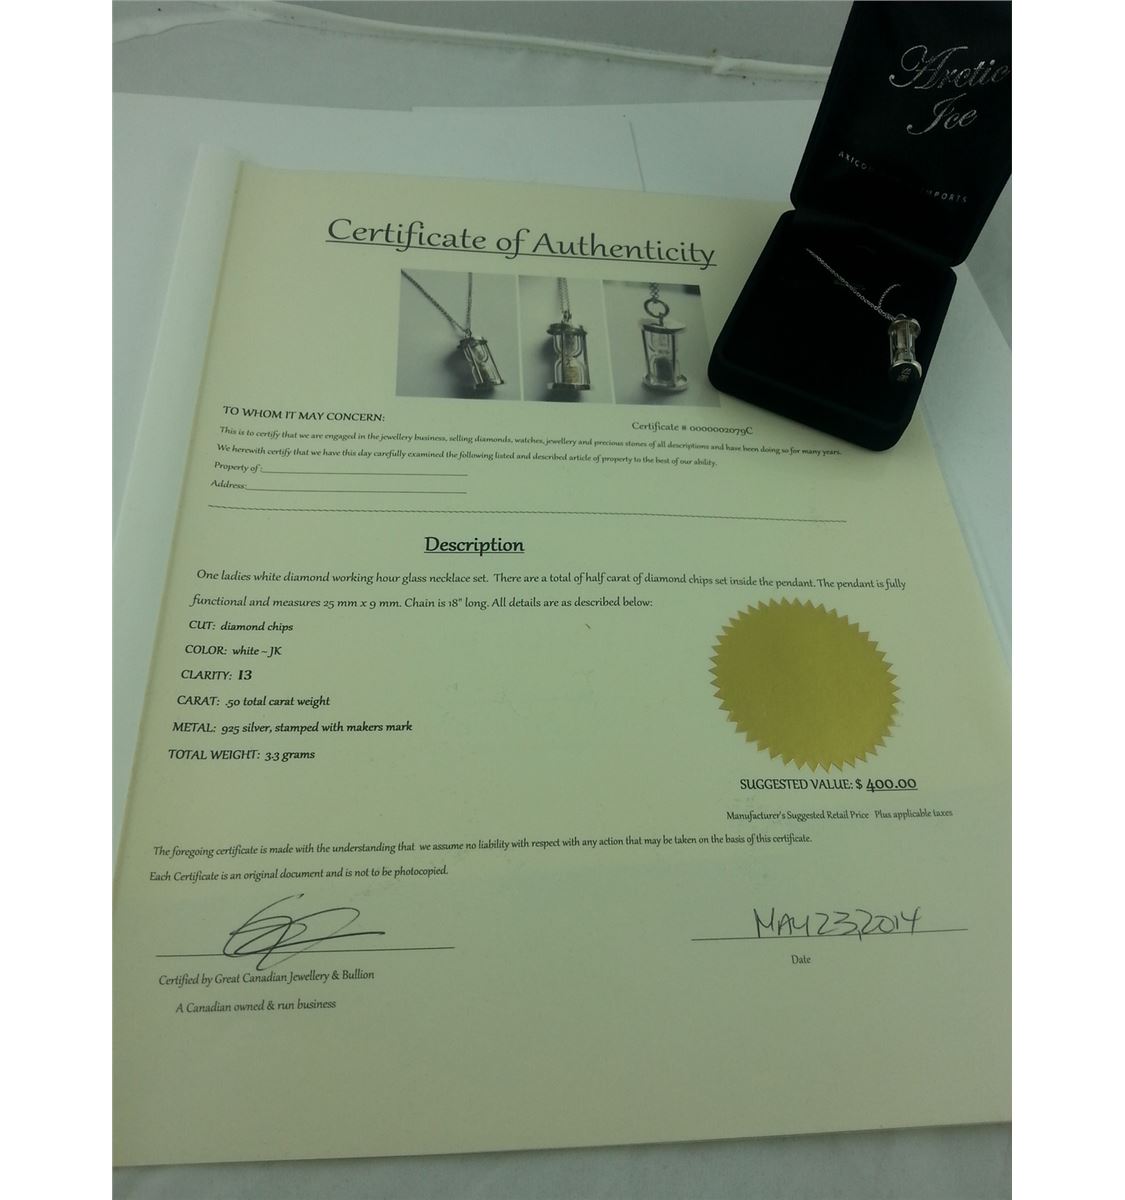 Arctic
Ice
IMPORTS
Certificate of Authenticity
TO WHOM IT MAY CONCERN:
Certificate # 0000002079C
This is to certify that we are engaged in the jewellery business, selling diamonds, watches, jewellery and precious stones of all descriptions and have been doing so for many years.
We herewith certify that we have this day carefully examined the following listed and described article of property to the best of our ability.
Property of:
Address:
Description
One ladies white diamond working hour glass necklace set. There are a total of half carat of diamond chips set inside the pendant. The pendant is fully
functional and measures 25 mm x 9 mm. Chain is 18" long. All details are as described below:
CUT: diamond chips
COLOR: white ~ JK
CLARITY: I3
CARAT: .50 total carat weight
METAL: 925 silver, stamped with makers mark
TOTAL WEIGHT: 3.3 grams
SUGGESTED VALUE: $ 400.00
Manufacturer's Suggested Retail Price Plus applicable taxes
The foregoing certificate is made with the understanding that we assume no liability with respect with any action that may be taken on the basis of this certificate.
Each Certificate is an original document and is not to be photocopied.
MAY 23, 2014
Date
Certified by Great Canadian Jewellery & Bullion
A Canadian owned & run business